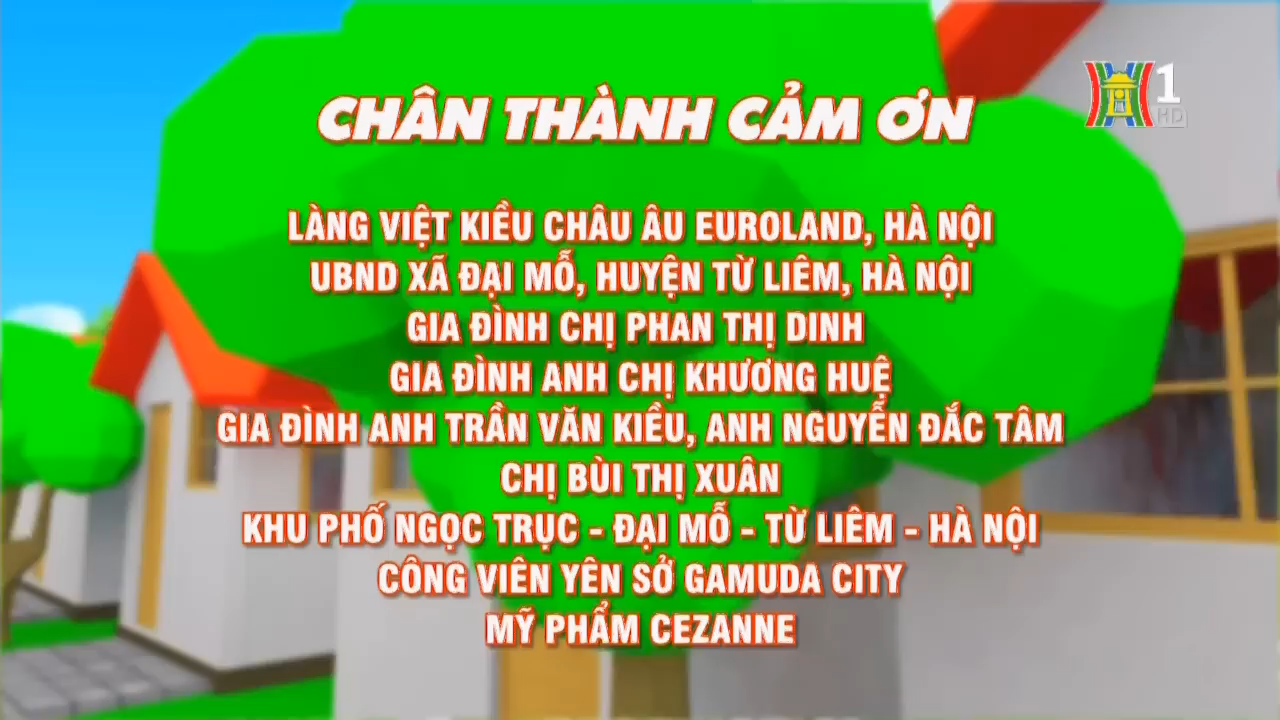 CHÂN THÀNH CẢM ƠN
1
HD
LÀNG VIỆT KIỀU CHÂU ÂU EUROLAND, HÀ NỘI
UBND XÃ ĐẠI MỖ, HUYỆN TỪ LIÊM, HÀ NỘI
GIA ĐÌNH CHỊ PHAN THỊ DINH
GIA ĐÌNH ANH CHỊ KHƯƠNG HUỆ
GIA ĐÌNH ANH TRẦN VĂN KIỀU, ANH NGUYỄN ĐẮC TÂM
CHỊ BÙI THỊ XUÂN
KHU PHỐ NGỌC TRỤC - ĐẠI MỖ - TỪ LIÊM - HÀ NỘI
CÔNG VIÊN YÊN SỞ GAMUDA CITY
MỸ PHẨM CEZANNE